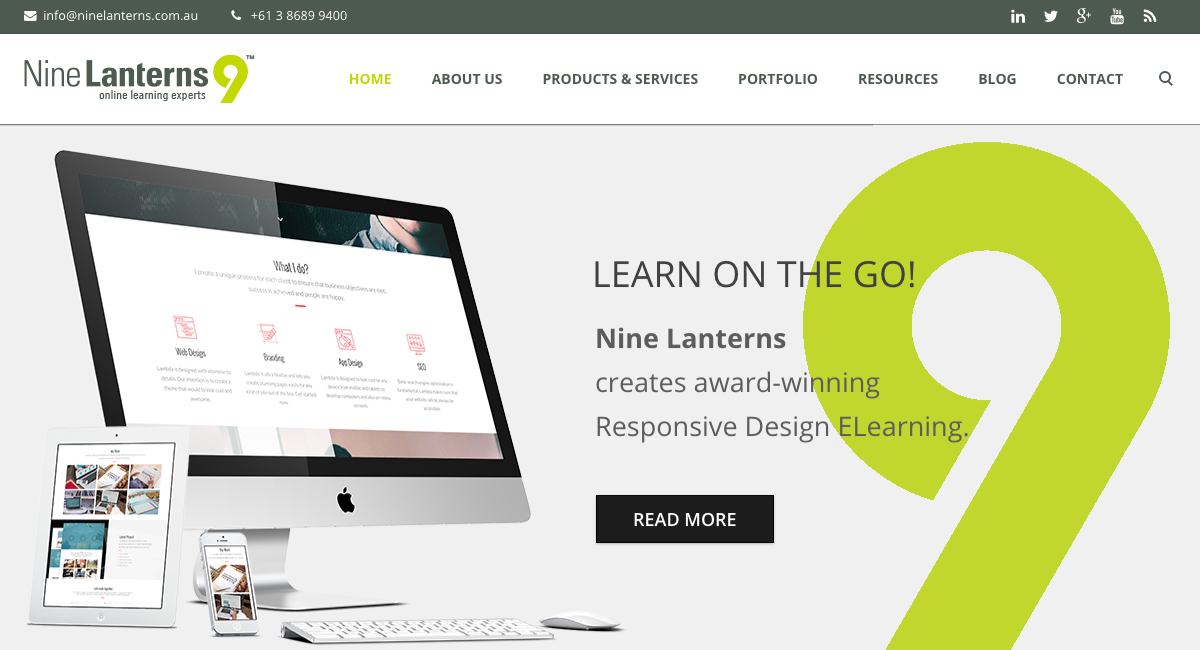 info@ninelanterns.com.au
+61 3 8689 9400
You
Tube
Nine Lanterns 9™
online learning experts
HOME
ABOUT US
PRODUCTS & SERVICES
PORTFOLIO
RESOURCES
BLOG
CONTACT
What I do?
I create a unique process for each client to ensure that business objectives are met,
success is achieved and people are happy.
Web Design
Branding
App Design
SEO
LEARN ON THE GO!
Nine Lanterns
creates award-winning
Responsive Design ELearning.
READ MORE
9